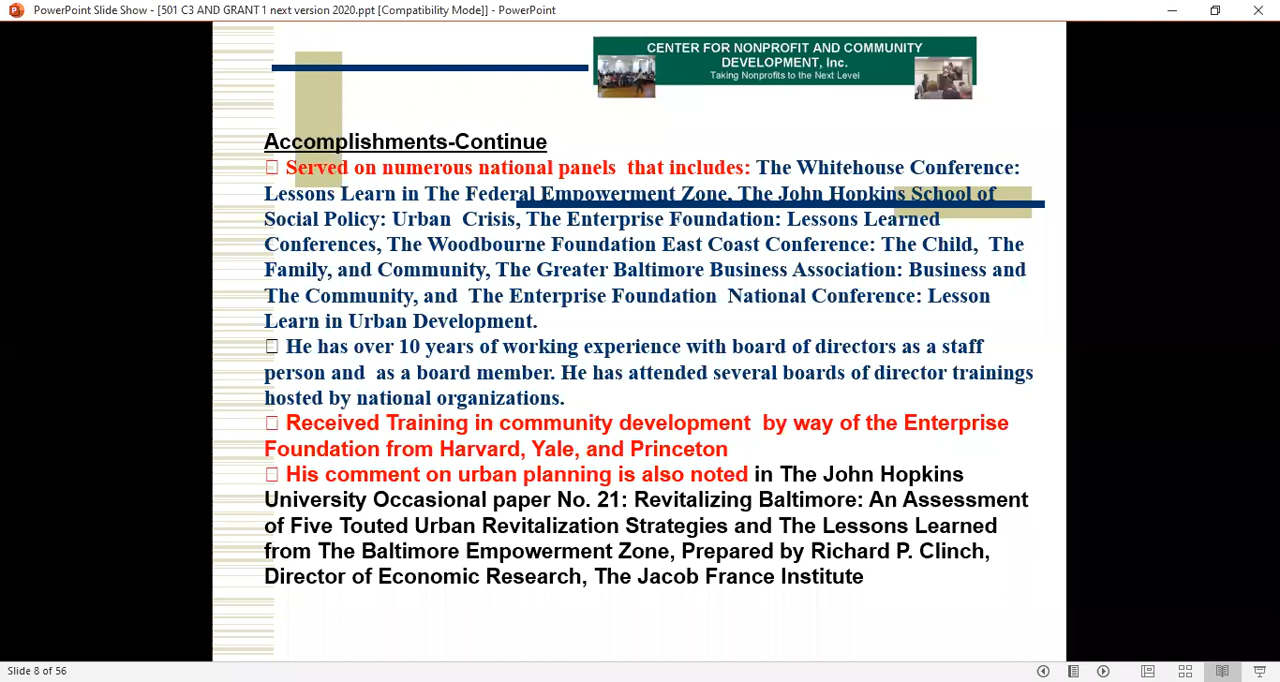 PowerPoint Slide Show - [501 C3 AND GRANT 1 next version 2020.ppt [Compatibility Mode]] - PowerPoint
CENTER FOR NONPROFIT AND COMMUNITY
DEVELOPMENT, Inc.
Taking Nonprofits to the Next Level
Accomplishments-Continue
Served on numerous national panels that includes: The Whitehouse Conference:
Lessons Learn in The Federal Empowerment Zone, The John Hopkins School of
Social Policy: Urban Crisis, The Enterprise Foundation: Lessons Learned
Conferences, The Woodbourne Foundation East Coast Conference: The Child, The
Family, and Community, The Greater Baltimore Business Association: Business and
The Community, and The Enterprise Foundation National Conference: Lesson
Learn in Urban Development.
He has over 10 years of working experience with board of directors as a staff
person and as a board member. He has attended several boards of director trainings
hosted by national organizations.
Received Training in community development by way of the Enterprise
Foundation from Harvard, Yale, and Princeton
His comment on urban planning is also noted in The John Hopkins
University Occasional paper No. 21: Revitalizing Baltimore: An Assessment
of Five Touted Urban Revitalization Strategies and The Lessons Learned
from The Baltimore Empowerment Zone, Prepared by Richard P. Clinch,
Director of Economic Research, The Jacob France Institute
Slide 8 of 56